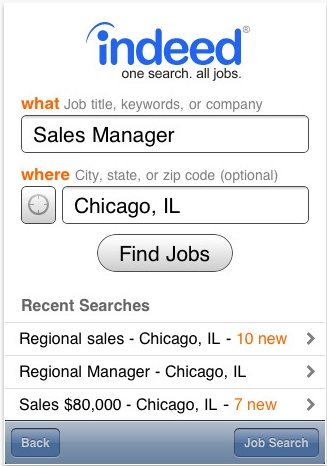 indeed®
one search. all jobs.
what Job title, keywords, or company
Sales Manager
where City, state, or zip code (optional)
Chicago, IL
Find Jobs
Recent Searches
Regional sales - Chicago, IL - 10 new
Regional Manager - Chicago, IL
Sales $80,000 - Chicago, IL - 7 new
Back Job Search